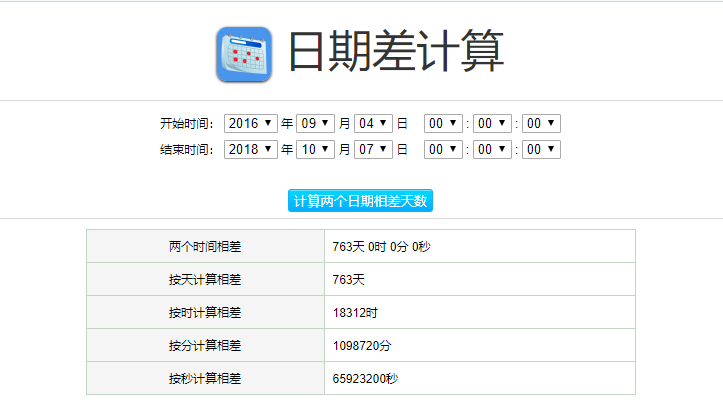 日期差计算
开始时间： 2016 年 09 月 04 日 00 : 00 : 00
结束时间： 2018 年 10 月 07 日 00 : 00 : 00
计算两个日期相差天数
两个时间相差 763天 0时 0分 0秒
按天计算相差 763天
按时计算相差 18312时
按分计算相差 1098720分
按秒计算相差 65923200秒